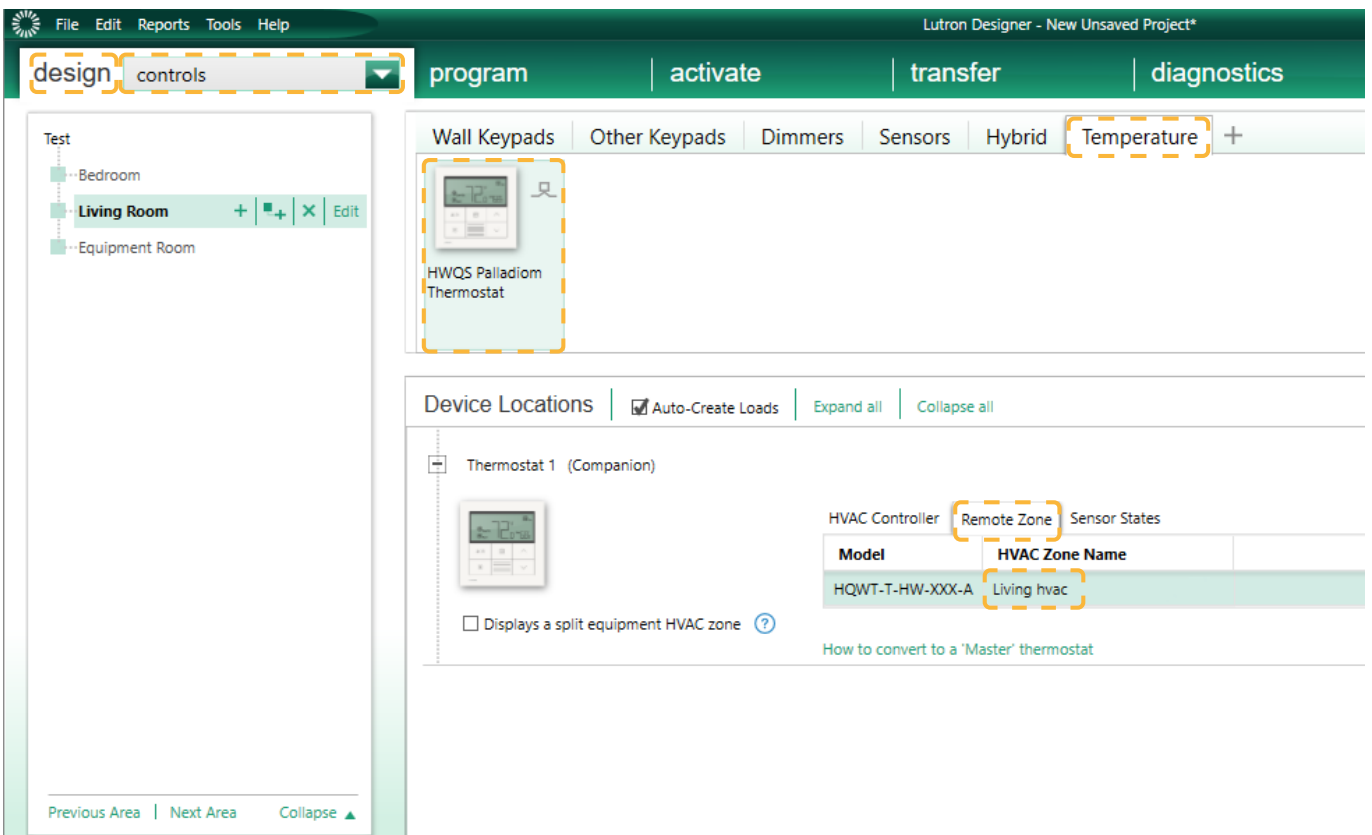 File Edit Reports Tools Help
Lutron Designer - New Unsaved Project*
design controls program activate transfer diagnostics
Test
Bedroom
Living Room + + × Edit
Equipment Room
Previous Area | Next Area Collapse ▲
Wall Keypads Other Keypads Dimmers Sensors Hybrid Temperature +
HWQS Palladiom
Thermostat
Device Locations Auto-Create Loads Expand all Collapse all
Thermostat 1 (Companion)
Displays a split equipment HVAC zone ?
HVAC Controller Remote Zone Sensor States
Model HVAC Zone Name
HQWT-T-HW-XXX-A Living hvac
How to convert to a 'Master' thermostat